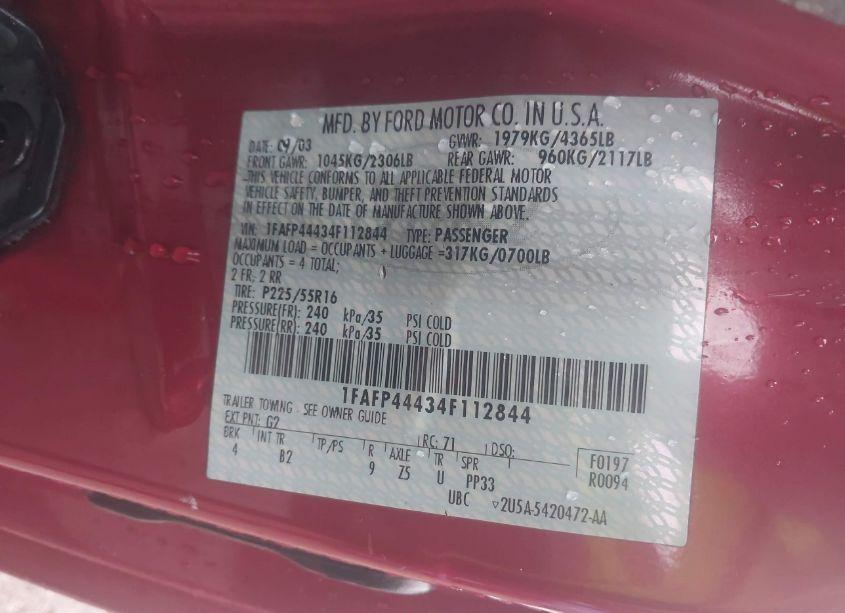 MFD. BY FORD MOTOR CO. IN U.S.A.
DATE: 09/03 GVWR: 1979KG/4365LB
FRONT GAWR: 1045KG/2306LB REAR GAWR: 960KG/2117LB
THIS VEHICLE CONFORMS TO ALL APPLICABLE FEDERAL MOTOR
VEHICLE SAFETY, BUMPER, AND THEFT PREVENTION STANDARDS
IN EFFECT ON THE DATE OF MANUFACTURE SHOWN ABOVE.
VIN: 1FAFP44434F112844 TYPE: PASSENGER
MAXIMUM LOAD = OCCUPANTS + LUGGAGE =317KG/0700LB
OCCUPANTS = 4 TOTAL;
2 FR, 2 RR
TIRE: P225/55R16
PRESSURE(FR): 240 kPa/35 PSI COLD
PRESSURE(RR): 240 kPa/35 PSI COLD
1FAFP44434F112844
TRAILER TOWING - SEE OWNER GUIDE
EXT PNT: G2 RC: 71 DSO:
BRK INT TR TP/PS R AXLE TR SPR F0197
4 B2 9 Z5 U PP33 R0094
UBC ▽2U5A-5420472-AA